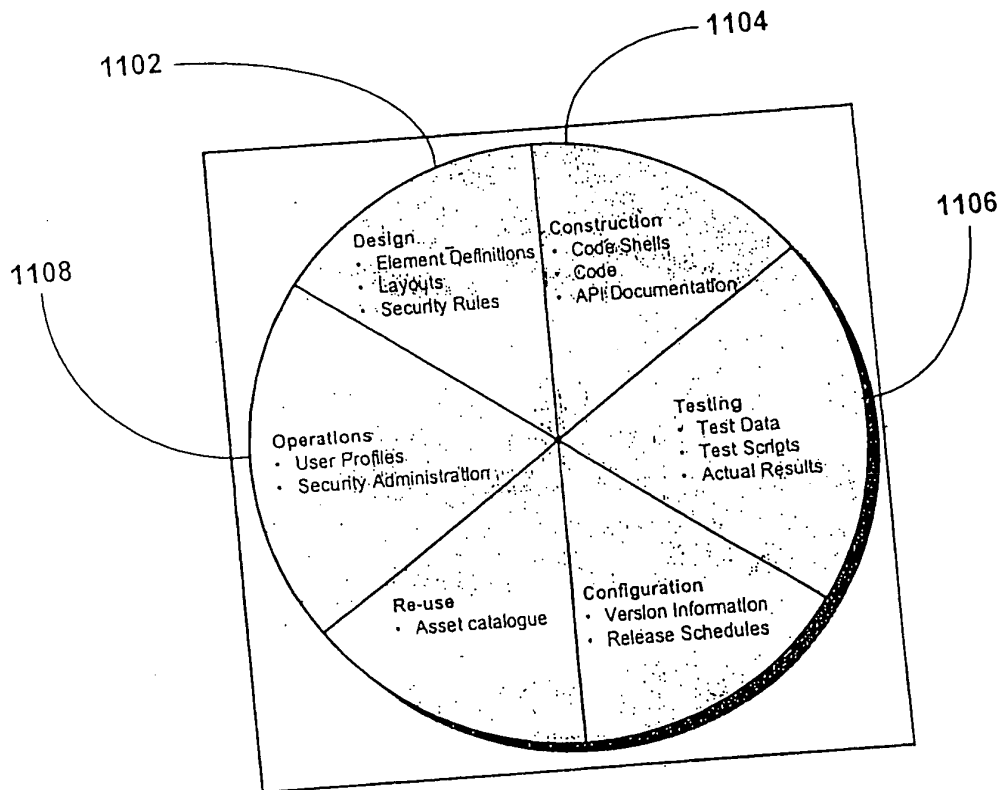 1104
1102
1106
1108
Design
• Element Definitions
• Layouts
• Security Rules
Construction
• Code Shells
• Code
• API Documentation
Testing
• Test Data
• Test Scripts
• Actual Results
Operations
• User Profiles
• Security Administration
Re-use
• Asset catalogue
Configuration
• Version Information
• Release Schedules